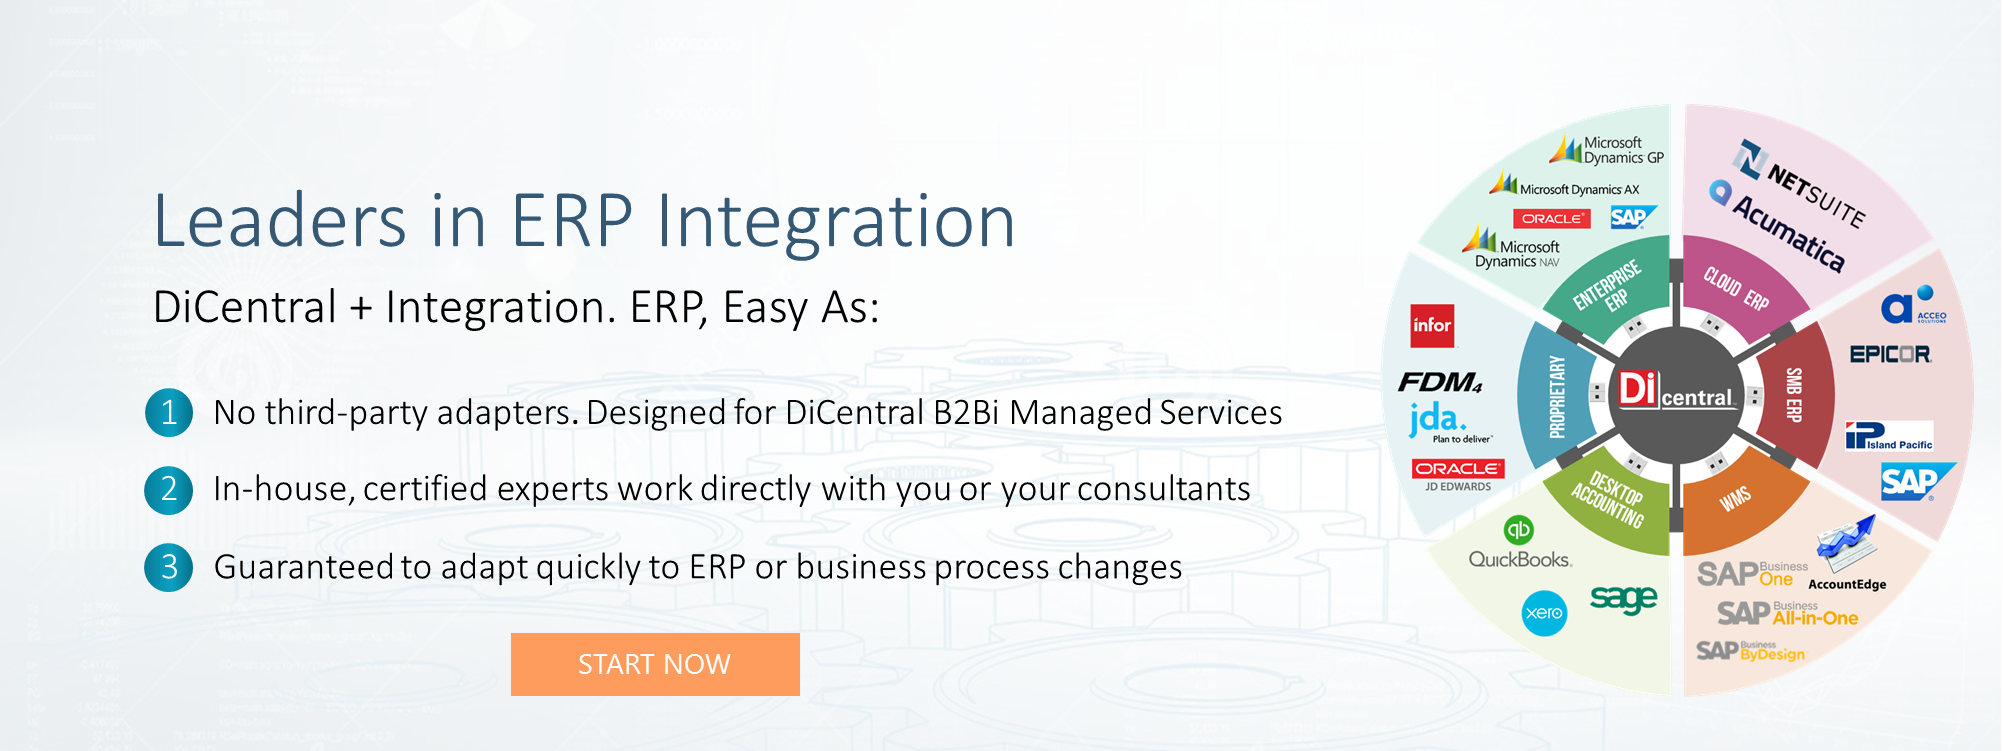 Leaders in ERP Integration
DiCentral + Integration. ERP, Easy As:
1 No third-party adapters. Designed for DiCentral B2Bi Managed Services
2 In-house, certified experts work directly with you or your consultants
3 Guaranteed to adapt quickly to ERP or business process changes
START NOW
Microsoft
Dynamics GP
Microsoft Dynamics AX
ORACLE
SAP
Microsoft
Dynamics NAV
ENTERPRISE
ERP
NETSUITE
Acumatica
CLOUD ERP
ACCEO
SOLUTIONS
EPICOR
iP Island Pacific
SAP
SMB ERP
infor
FDM4
jda.
Plan to deliver
ORACLE
JD EDWARDS
PROPRIETARY
Di central
DESKTOP
ACCOUNTING
qb
QuickBooks
xero
sage
WMS
AccountEdge
SAP Business
One
SAP Business
All-in-One
SAP Business
ByDesign